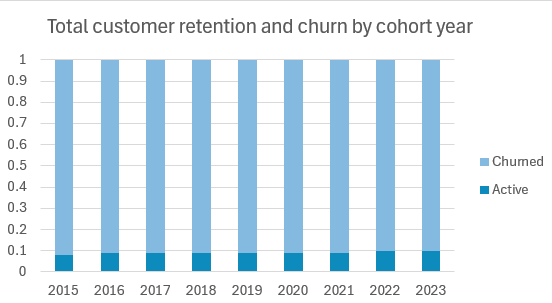 Total customer retention and churn by cohort year
1
0.9
0.8
0.7
0.6
0.5
0.4
0.3
0.2
0.1
0
2015 2016 2017 2018 2019 2020 2021 2022 2023
Churned
Active